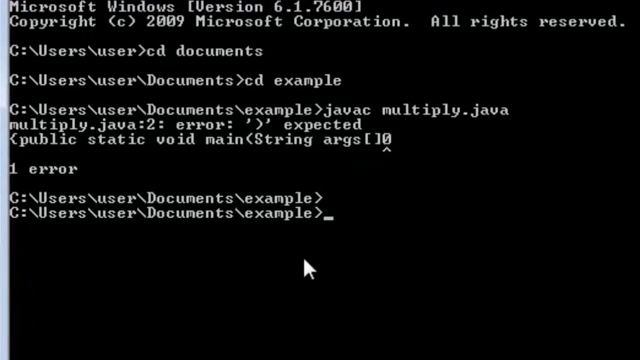 Microsoft Windows [Version 6.1.7600]
Copyright (c) 2009 Microsoft Corporation. All rights reserved.
C:\Users\user>cd documents
C:\Users\user\Documents>cd example
C:\Users\user\Documents\example>javac multiply.java
multiply.java:2: error: ')' expected
{public static void main(String args[]0
^
1 error
C:\Users\user\Documents\example>
C:\Users\user\Documents\example>_